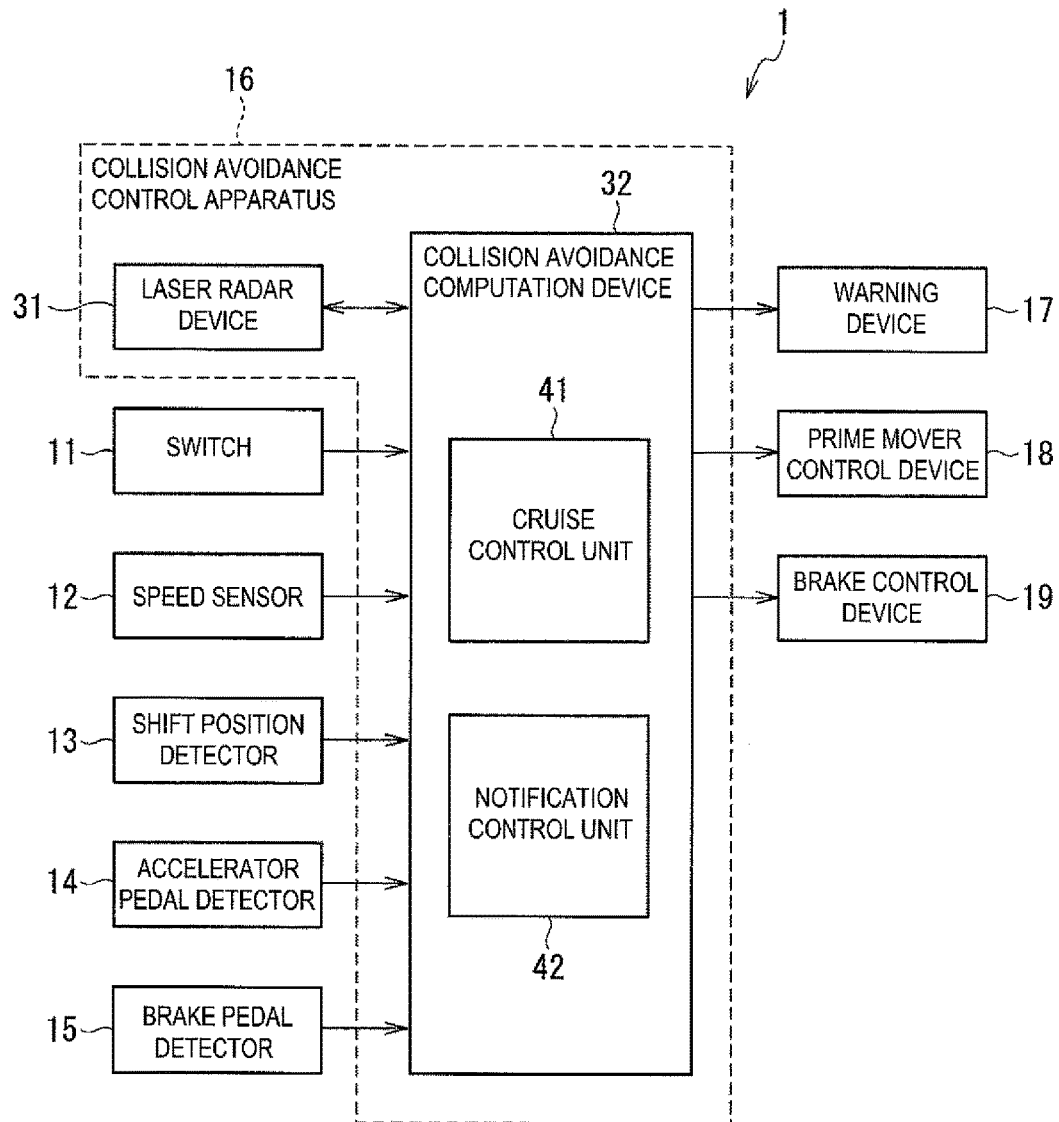 1
16
COLLISION AVOIDANCE
CONTROL APPARATUS
32
COLLISION AVOIDANCE
COMPUTATION DEVICE
31
LASER RADAR
DEVICE
WARNING
DEVICE
17
11
SWITCH
41
CRUISE
CONTROL UNIT
PRIME MOVER
CONTROL DEVICE
18
12
SPEED SENSOR
BRAKE CONTROL
DEVICE
19
13
SHIFT POSITION
DETECTOR
NOTIFICATION
CONTROL UNIT
42
14
ACCELERATOR
PEDAL DETECTOR
15
BRAKE PEDAL
DETECTOR